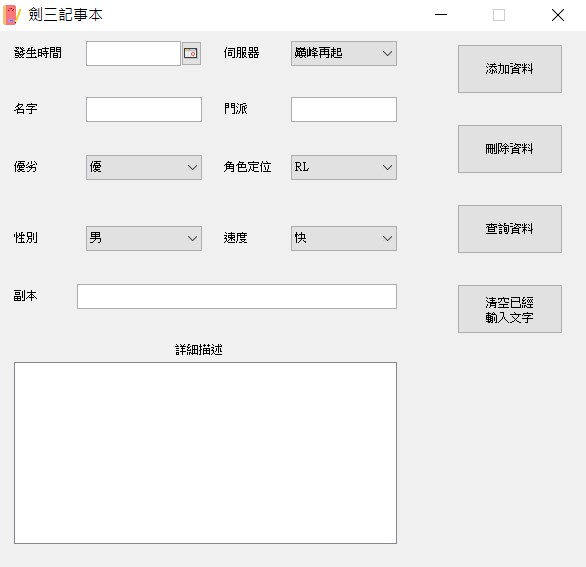 劍三記事本
發生時間
伺服器
巔峰再起
添加資料
名字
門派
刪除資料
優劣
優
角色定位
RL
查詢資料
性別
男
速度
快
副本
清空已經
輸入文字
詳細描述